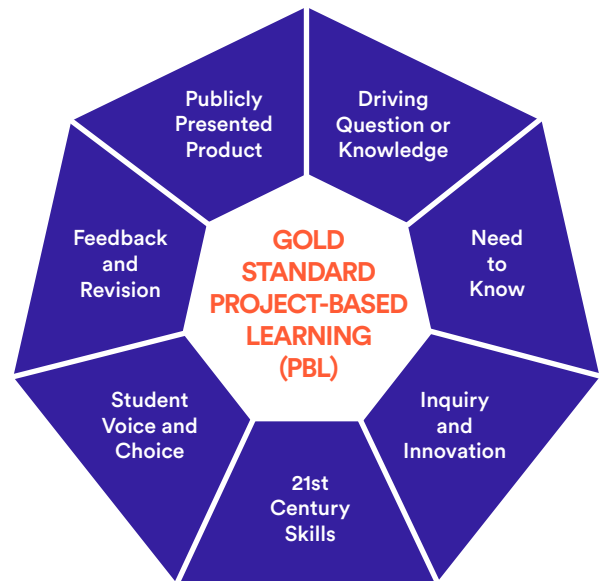 GOLD
STANDARD
PROJECT-BASED
LEARNING
(PBL)
Driving
Question or
Knowledge
Need
to
Know
Inquiry
and
Innovation
21st
Century
Skills
Student
Voice and
Choice
Feedback
and
Revision
Publicly
Presented
Product